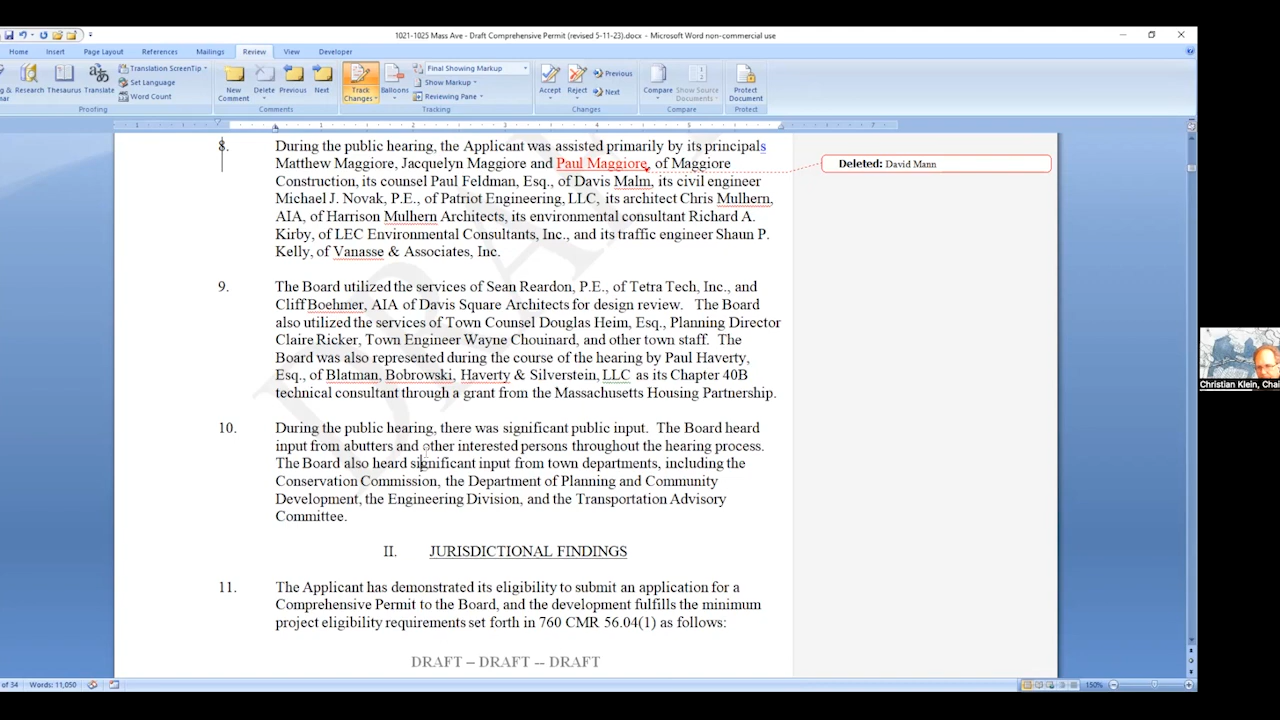 1021-1025 Mass Ave - Draft Comprehensive Permit (revised 5-11-23).docx - Microsoft Word non-commercial use
Home Insert Page Layout References Mailings Review View Developer
Research Thesaurus Translate
Translation ScreenTip
Set Language
Word Count
Proofing
New Comment
Delete
Previous
Next
Comments
Track Changes
Balloons
Final Showing Markup
Show Markup
Reviewing Pane
Tracking
Accept
Reject
Previous
Next
Changes
Compare
Show Source Documents
Compare
Protect Document
Protect
8. During the public hearing, the Applicant was assisted primarily by its principals
Matthew Maggiore, Jacquelyn Maggiore and Paul Maggiore, of Maggiore
Construction, its counsel Paul Feldman, Esq., of Davis Malm, its civil engineer
Michael J. Novak, P.E., of Patriot Engineering, LLC, its architect Chris Mulhern,
AIA, of Harrison Mulhern Architects, its environmental consultant Richard A.
Kirby, of LEC Environmental Consultants, Inc., and its traffic engineer Shaun P.
Kelly, of Vanasse & Associates, Inc.
Deleted: David Mann
9. The Board utilized the services of Sean Reardon, P.E., of Tetra Tech, Inc., and
Cliff Boehmer, AIA of Davis Square Architects for design review. The Board
also utilized the services of Town Counsel Douglas Heim, Esq., Planning Director
Claire Ricker, Town Engineer Wayne Chouinard, and other town staff. The
Board was also represented during the course of the hearing by Paul Haverty,
Esq., of Blatman, Bobrowski, Haverty & Silverstein, LLC as its Chapter 40B
technical consultant through a grant from the Massachusetts Housing Partnership.
10. During the public hearing, there was significant public input. The Board heard
input from abutters and other interested persons throughout the hearing process.
The Board also heard significant input from town departments, including the
Conservation Commission, the Department of Planning and Community
Development, the Engineering Division, and the Transportation Advisory
Committee.
II. JURISDICTIONAL FINDINGS
11. The Applicant has demonstrated its eligibility to submit an application for a
Comprehensive Permit to the Board, and the development fulfills the minimum
project eligibility requirements set forth in 760 CMR 56.04(1) as follows:
DRAFT – DRAFT -- DRAFT
of 34 Words: 11,050
150%
Christian Klein, Chai